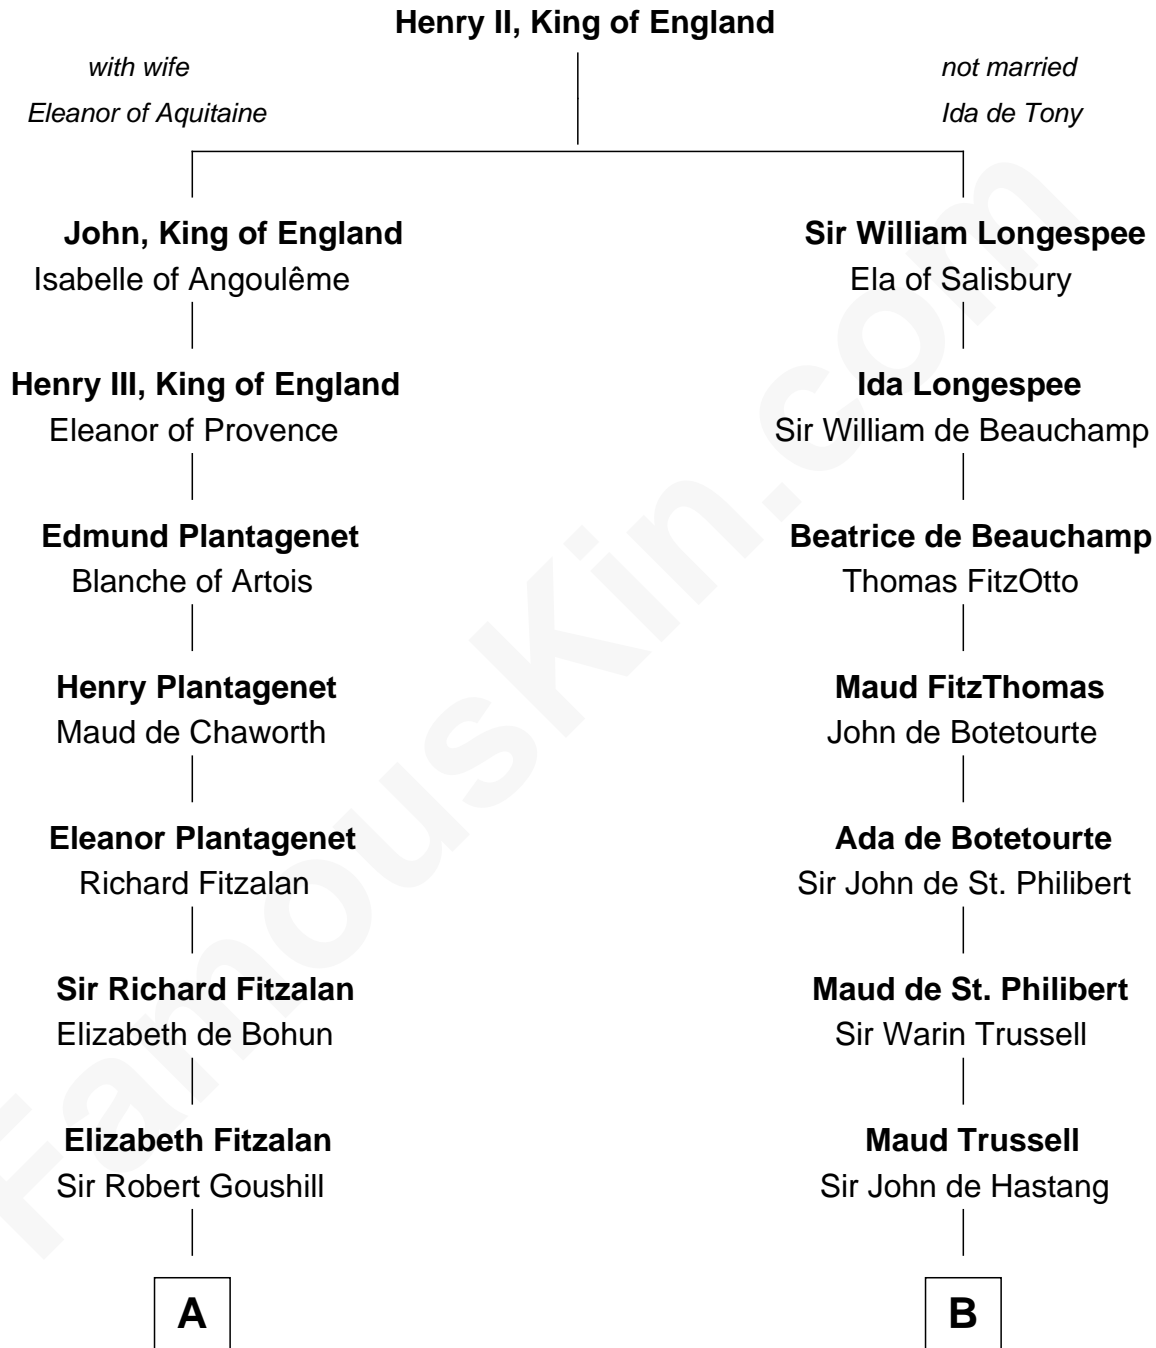 Henry II, King of England
with wife
Eleanor of Aquitaine
not married
Ida de Tony
John, King of England
Isabelle of Angoulême
Sir William Longespee
Ela of Salisbury
Henry III, King of England
Eleanor of Provence
Ida Longespee
Sir William de Beauchamp
Edmund Plantagenet
Blanche of Artois
Beatrice de Beauchamp
Thomas FitzOtto
Henry Plantagenet
Maud de Chaworth
Maud FitzThomas
John de Botetourte
Eleanor Plantagenet
Richard Fitzalan
Ada de Botetourte
Sir John de St. Philibert
Sir Richard Fitzalan
Elizabeth de Bohun
Maud de St. Philibert
Sir Warin Trussell
Elizabeth Fitzalan
Sir Robert Goushill
Maud Trussell
Sir John de Hastang
A
B
FamousKin.com